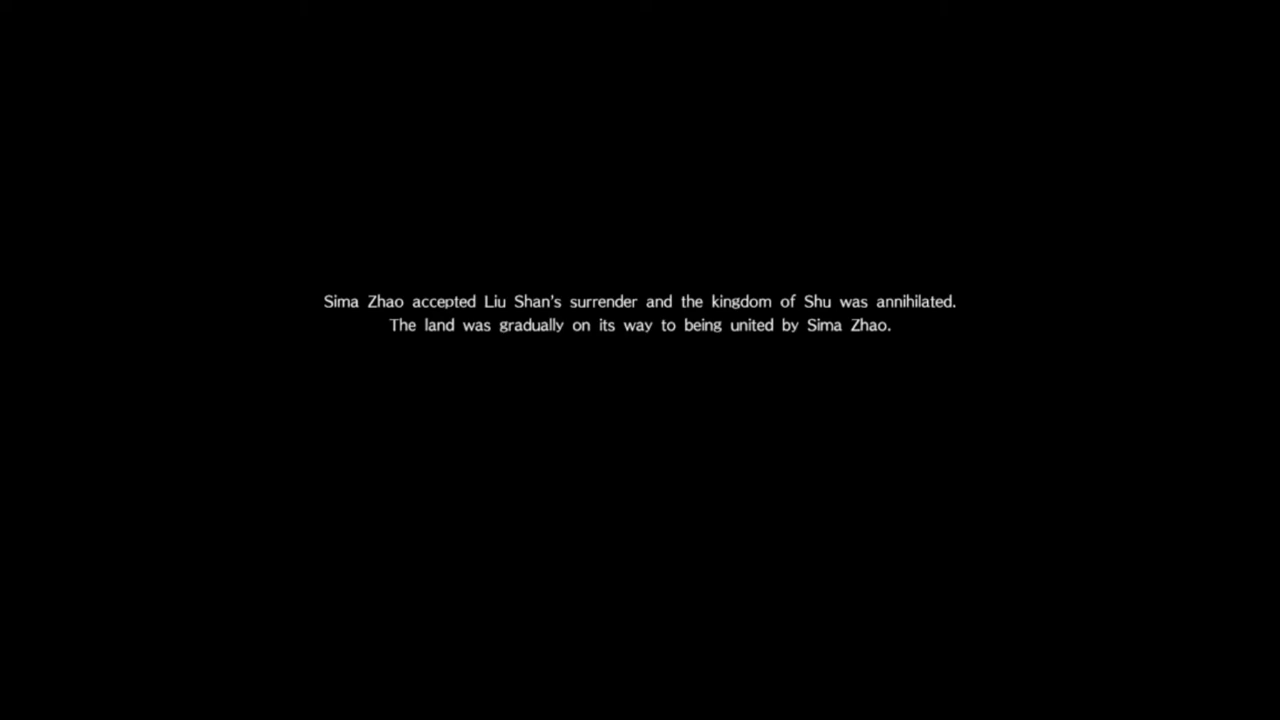 Sima Zhao accepted Liu Shan's surrender and the kingdom of Shu was annihilated.
The land was gradually on its way to being united by Sima Zhao.